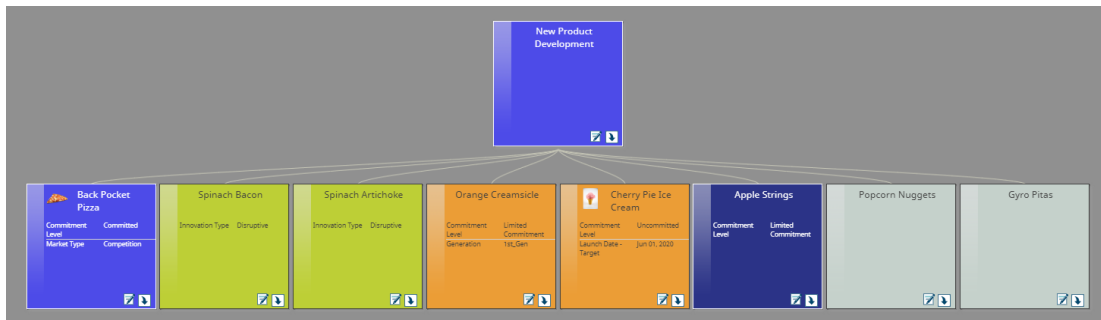 New Product
Development
Back Pocket
Pizza
Commitment Committed
Level
Market Type Competition
Spinach Bacon
Innovation Type Disruptive
Spinach Artichoke
Innovation Type Disruptive
Orange Creamsicle
Commitment Limited
Level Commitment
Generation 1st_Gen
Cherry Pie Ice
Cream
Commitment Uncommitted
Level
Launch Date - Jun 01, 2020
Target
Apple Strings
Commitment Limited
Level Commitment
Popcorn Nuggets
Gyro Pitas